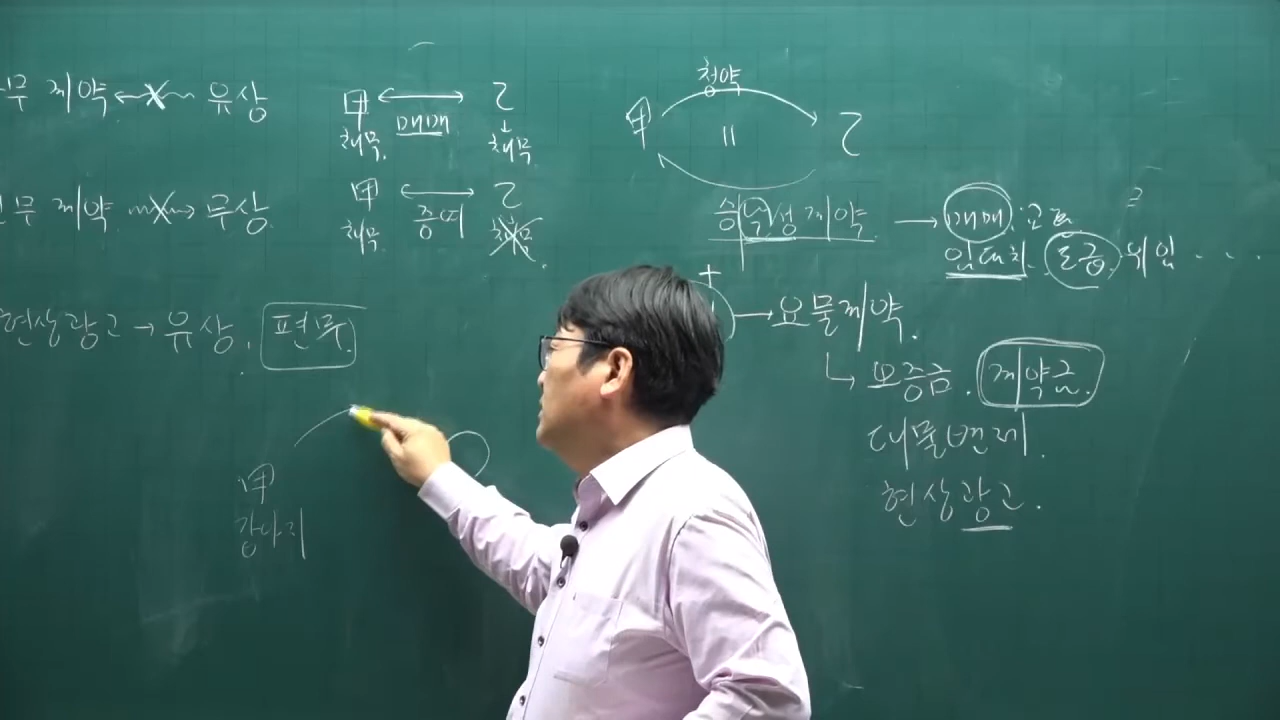 무 계약 ← X 유상
무 계약 X → 무상
현상광고 → 유상. 편무.
甲 ↔ 乙
매매
채무. 채무.
甲 ↔ 乙
증여
채무. 채무.
甲
강아지
청약
甲 乙
=
승낙성계약 → 매매. 교환
임대차. 도급. 위임 . . . .
+
→ 요물계약.
↳ 보증금. 계약금.
대물변제.
현상광고.